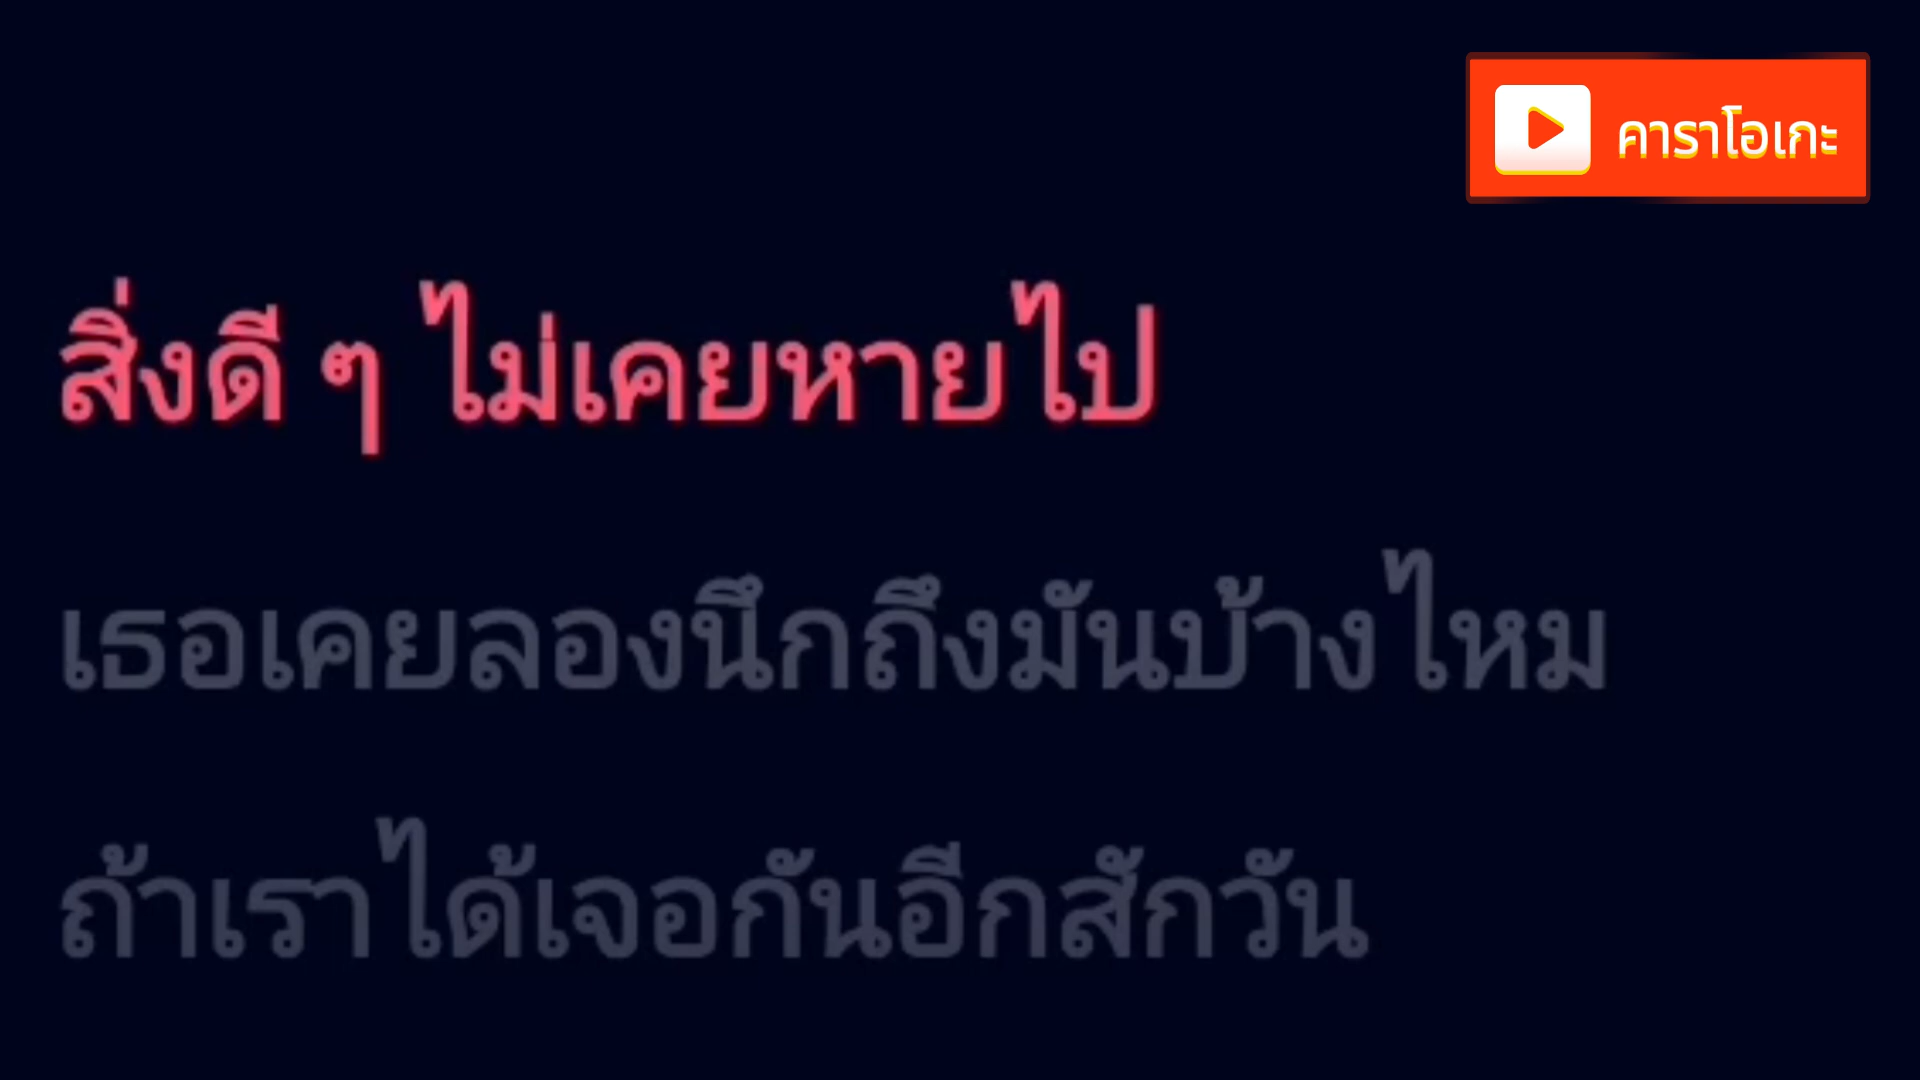 คาราโอเกะ
สิ่งดี ๆ ไม่เคยหายไป
เธอเคยลองนึกถึงมันบ้างไหม
ถ้าเราได้เจอกันอีกสักวัน